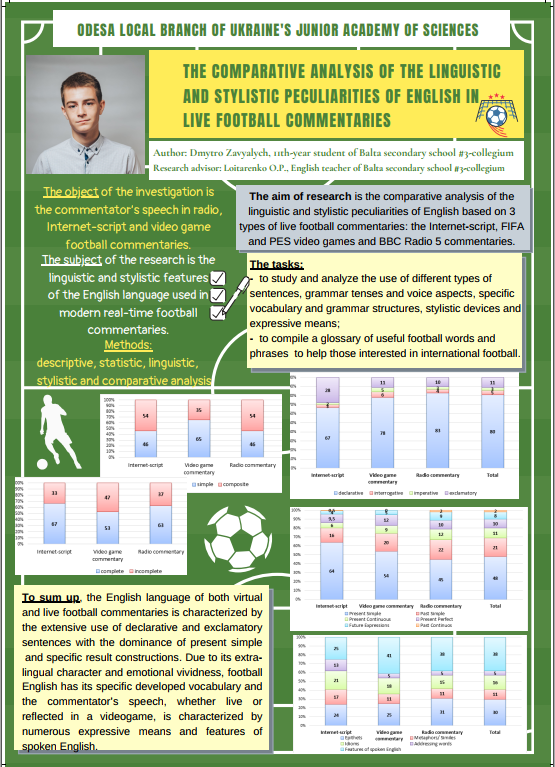 ODESA LOCAL BRANCH OF UKRAINE'S JUNIOR ACADEMY OF SCIENCES
THE COMPARATIVE ANALYSIS OF THE LINGUISTIC
AND STYLISTIC PECULIARITIES OF ENGLISH IN
LIVE FOOTBALL COMMENTARIES
Author: Dmytro Zavyalych, 11th-year student of Balta secondary school #3-collegium
Research advisor: Loitarenko O.P., English teacher of Balta secondary school #3-collegium
The object of the investigation is
the commentator's speech in radio,
Internet-script and video game
football commentaries.
The subject of the research is the
linguistic and stylistic features
of the English language used in
modern real-time football
commentaries.
Methods:
descriptive, statistic, linguistic,
stylistic and comparative analysis
The aim of research is the comparative analysis of the
linguistic and stylistic peculiarities of English based on 3
types of live football commentaries: the Internet-script, FIFA
and PES video games and BBC Radio 5 commentaries.
The tasks:
- to study and analyze the use of different types of
sentences, grammar tenses and voice aspects, specific
vocabulary and grammar structures, stylistic devices and
expressive means;
- to compile a glossary of useful football words and
phrases to help those interested in international football.
54 35 54
46 65 46
Internet-script Video game commentary Radio commentary
simple composite
33 47 37
67 53 63
Internet-script Video game commentary Radio commentary
complete incomplete
28 11 10 11
67 78 83 80
Internet-script Video game commentary Radio commentary Total
declarative interrogative imperative exclamatory
9,5 12 10 10
6 9 12 11
16 20 22 21
64 54 45 48
Internet-script Video game commentary Radio commentary Total
Present Simple Past Simple
Present Continuous Present Perfect
Future Expressions Past Continuos
25 41 38 38
13 5 5 5
21 18 15 16
17 11 11 11
24 25 31 30
Internet-script Video game commentary Radio commentary Total
Epithets Metaphors/ Similes
Idioms Addressing words
Features of spoken English
To sum up, the English language of both virtual
and live football commentaries is characterized by
the extensive use of declarative and exclamatory
sentences with the dominance of present simple
and specific result constructions. Due to its extra-
lingual character and emotional vividness, football
English has its specific developed vocabulary and
the commentator's speech, whether live or
reflected in a videogame, is characterized by
numerous expressive means and features of
spoken English.